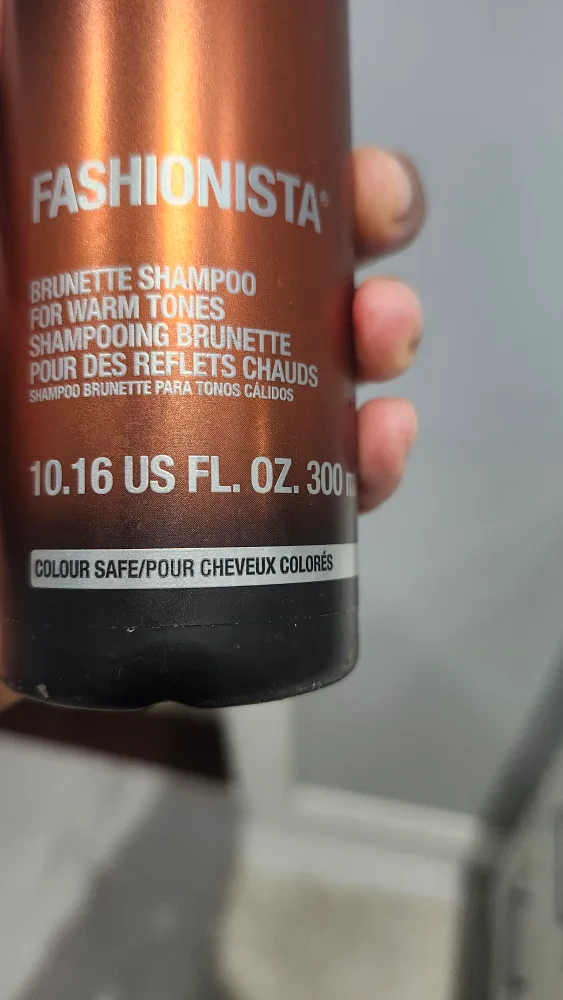 FASHIONISTA®
BRUNETTE SHAMPOO
FOR WARM TONES
SHAMPOOING BRUNETTE
POUR DES REFLETS CHAUDS
SHAMPOO BRUNETTE PARA TONOS CÁLIDOS
10.16 US FL. OZ. 300
COLOUR SAFE/POUR CHEVEUX COLORÉS